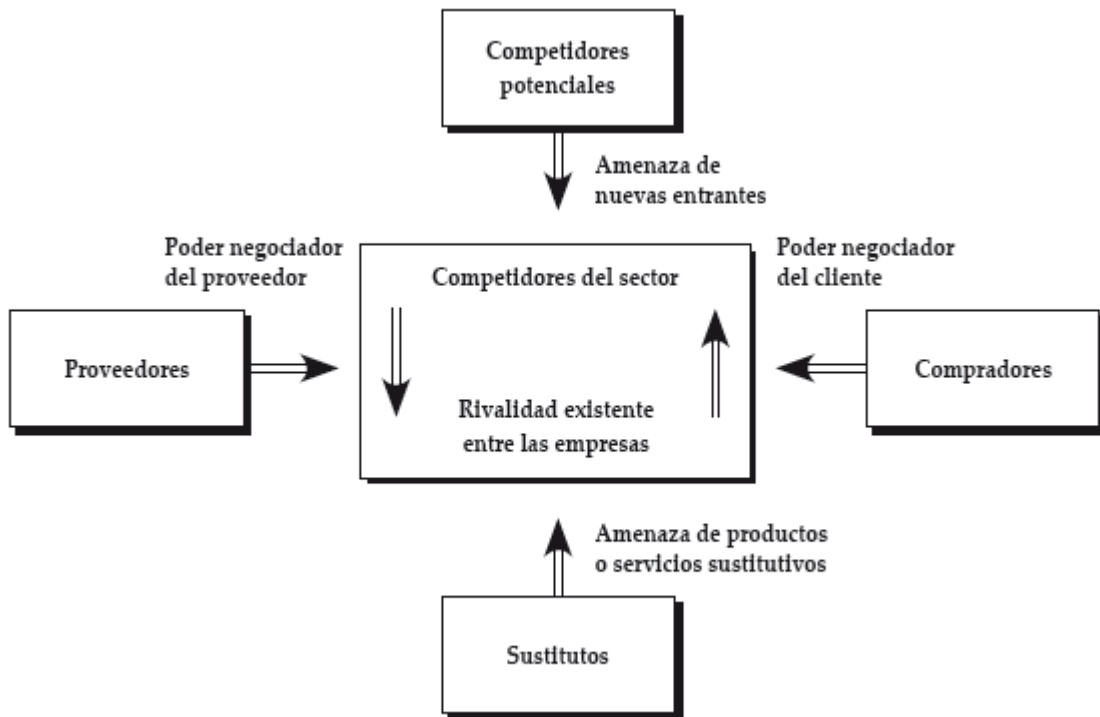 Competidores
potenciales
Amenaza de
nuevas entrantes
Poder negociador
del proveedor
Competidores del sector
Poder negociador
del cliente
Proveedores
Compradores
Rivalidad existente
entre las empresas
Amenaza de productos
o servicios sustitutivos
Sustitutos